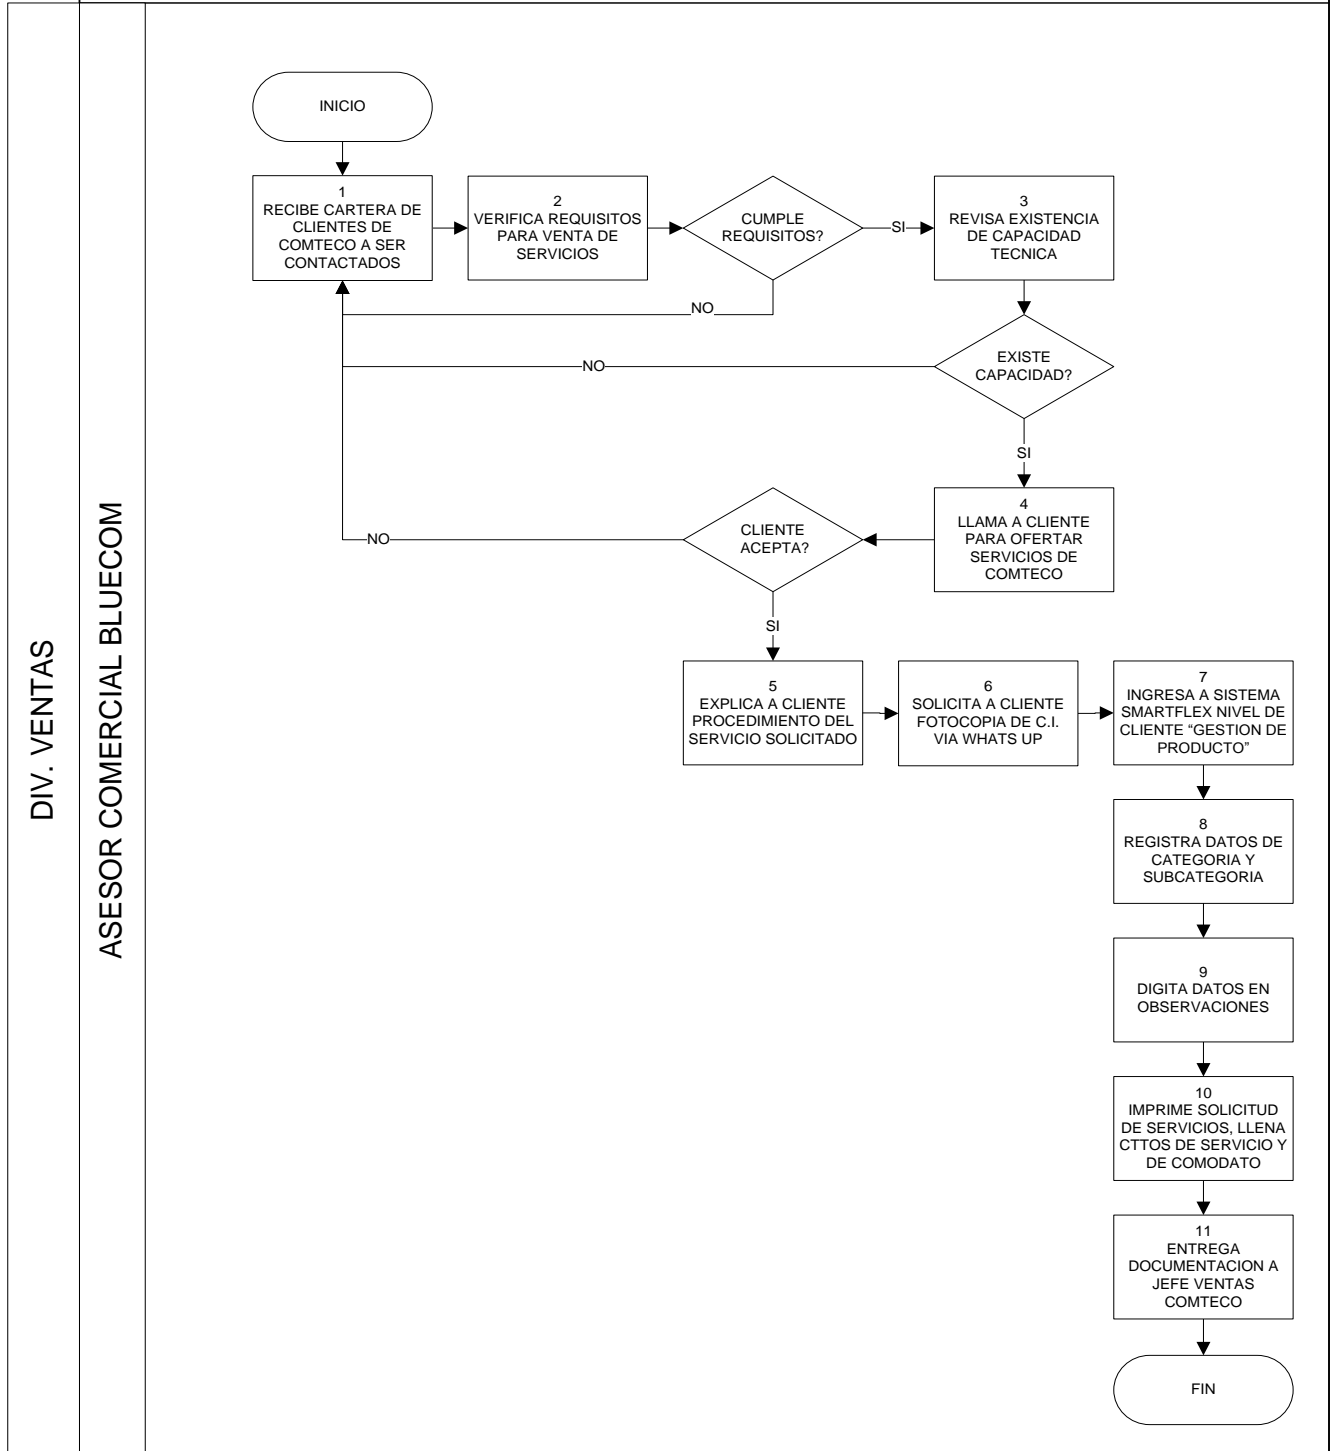 DIV. VENTAS
ASESOR COMERCIAL BLUECOM
INICIO
1
RECIBE CARTERA DE
CLIENTES DE
COMTECO A SER
CONTACTADOS
2
VERIFICA REQUISITOS
PARA VENTA DE
SERVICIOS
CUMPLE
REQUISITOS?
SI
3
REVISA EXISTENCIA
DE CAPACIDAD
TECNICA
NO
EXISTE
CAPACIDAD?
NO
SI
4
LLAMA A CLIENTE
PARA OFERTAR
SERVICIOS DE
COMTECO
CLIENTE
ACEPTA?
NO
SI
5
EXPLICA A CLIENTE
PROCEDIMIENTO DEL
SERVICIO SOLICITADO
6
SOLICITA A CLIENTE
FOTOCOPIA DE C.I.
VIA WHATS UP
7
INGRESA A SISTEMA
SMARTFLEX NIVEL DE
CLIENTE “GESTION DE
PRODUCTO”
8
REGISTRA DATOS DE
CATEGORIA Y
SUBCATEGORIA
9
DIGITA DATOS EN
OBSERVACIONES
10
IMPRIME SOLICITUD
DE SERVICIOS, LLENA
CTTOS DE SERVICIO Y
DE COMODATO
11
ENTREGA
DOCUMENTACION A
JEFE VENTAS
COMTECO
FIN